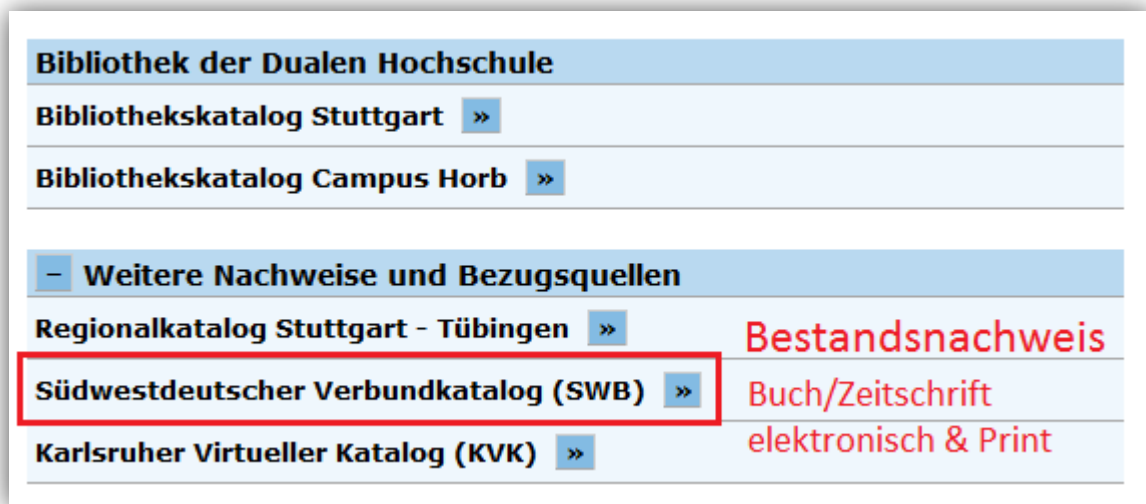 Bibliothek der Dualen Hochschule
Bibliothekskatalog Stuttgart »
Bibliothekskatalog Campus Horb »
– Weitere Nachweise und Bezugsquellen
Regionalkatalog Stuttgart - Tübingen »
Bestandsnachweis
Südwestdeutscher Verbundkatalog (SWB) »
Buch/Zeitschrift
elektronisch & Print
Karlsruher Virtueller Katalog (KVK) »